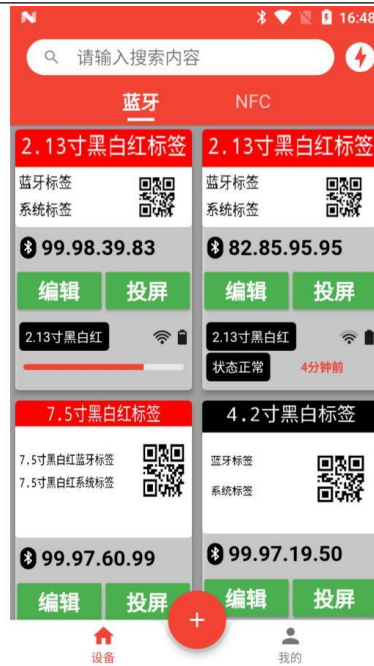 16:48
请输入搜索内容
蓝牙
NFC
2.13寸黑白红标签
蓝牙标签
系统标签
99.98.39.83
编辑
投屏
2.13寸黑白红
2.13寸黑白红标签
蓝牙标签
系统标签
82.85.95.95
编辑
投屏
2.13寸黑白红
状态正常
4分钟前
7.5寸黑白红标签
7.5寸黑白红蓝牙标签
7.5寸黑白红系统标签
99.97.60.99
编辑
投屏
4.2寸黑白标签
蓝牙标签
系统标签
99.97.19.50
编辑
投屏
+
设备
我的